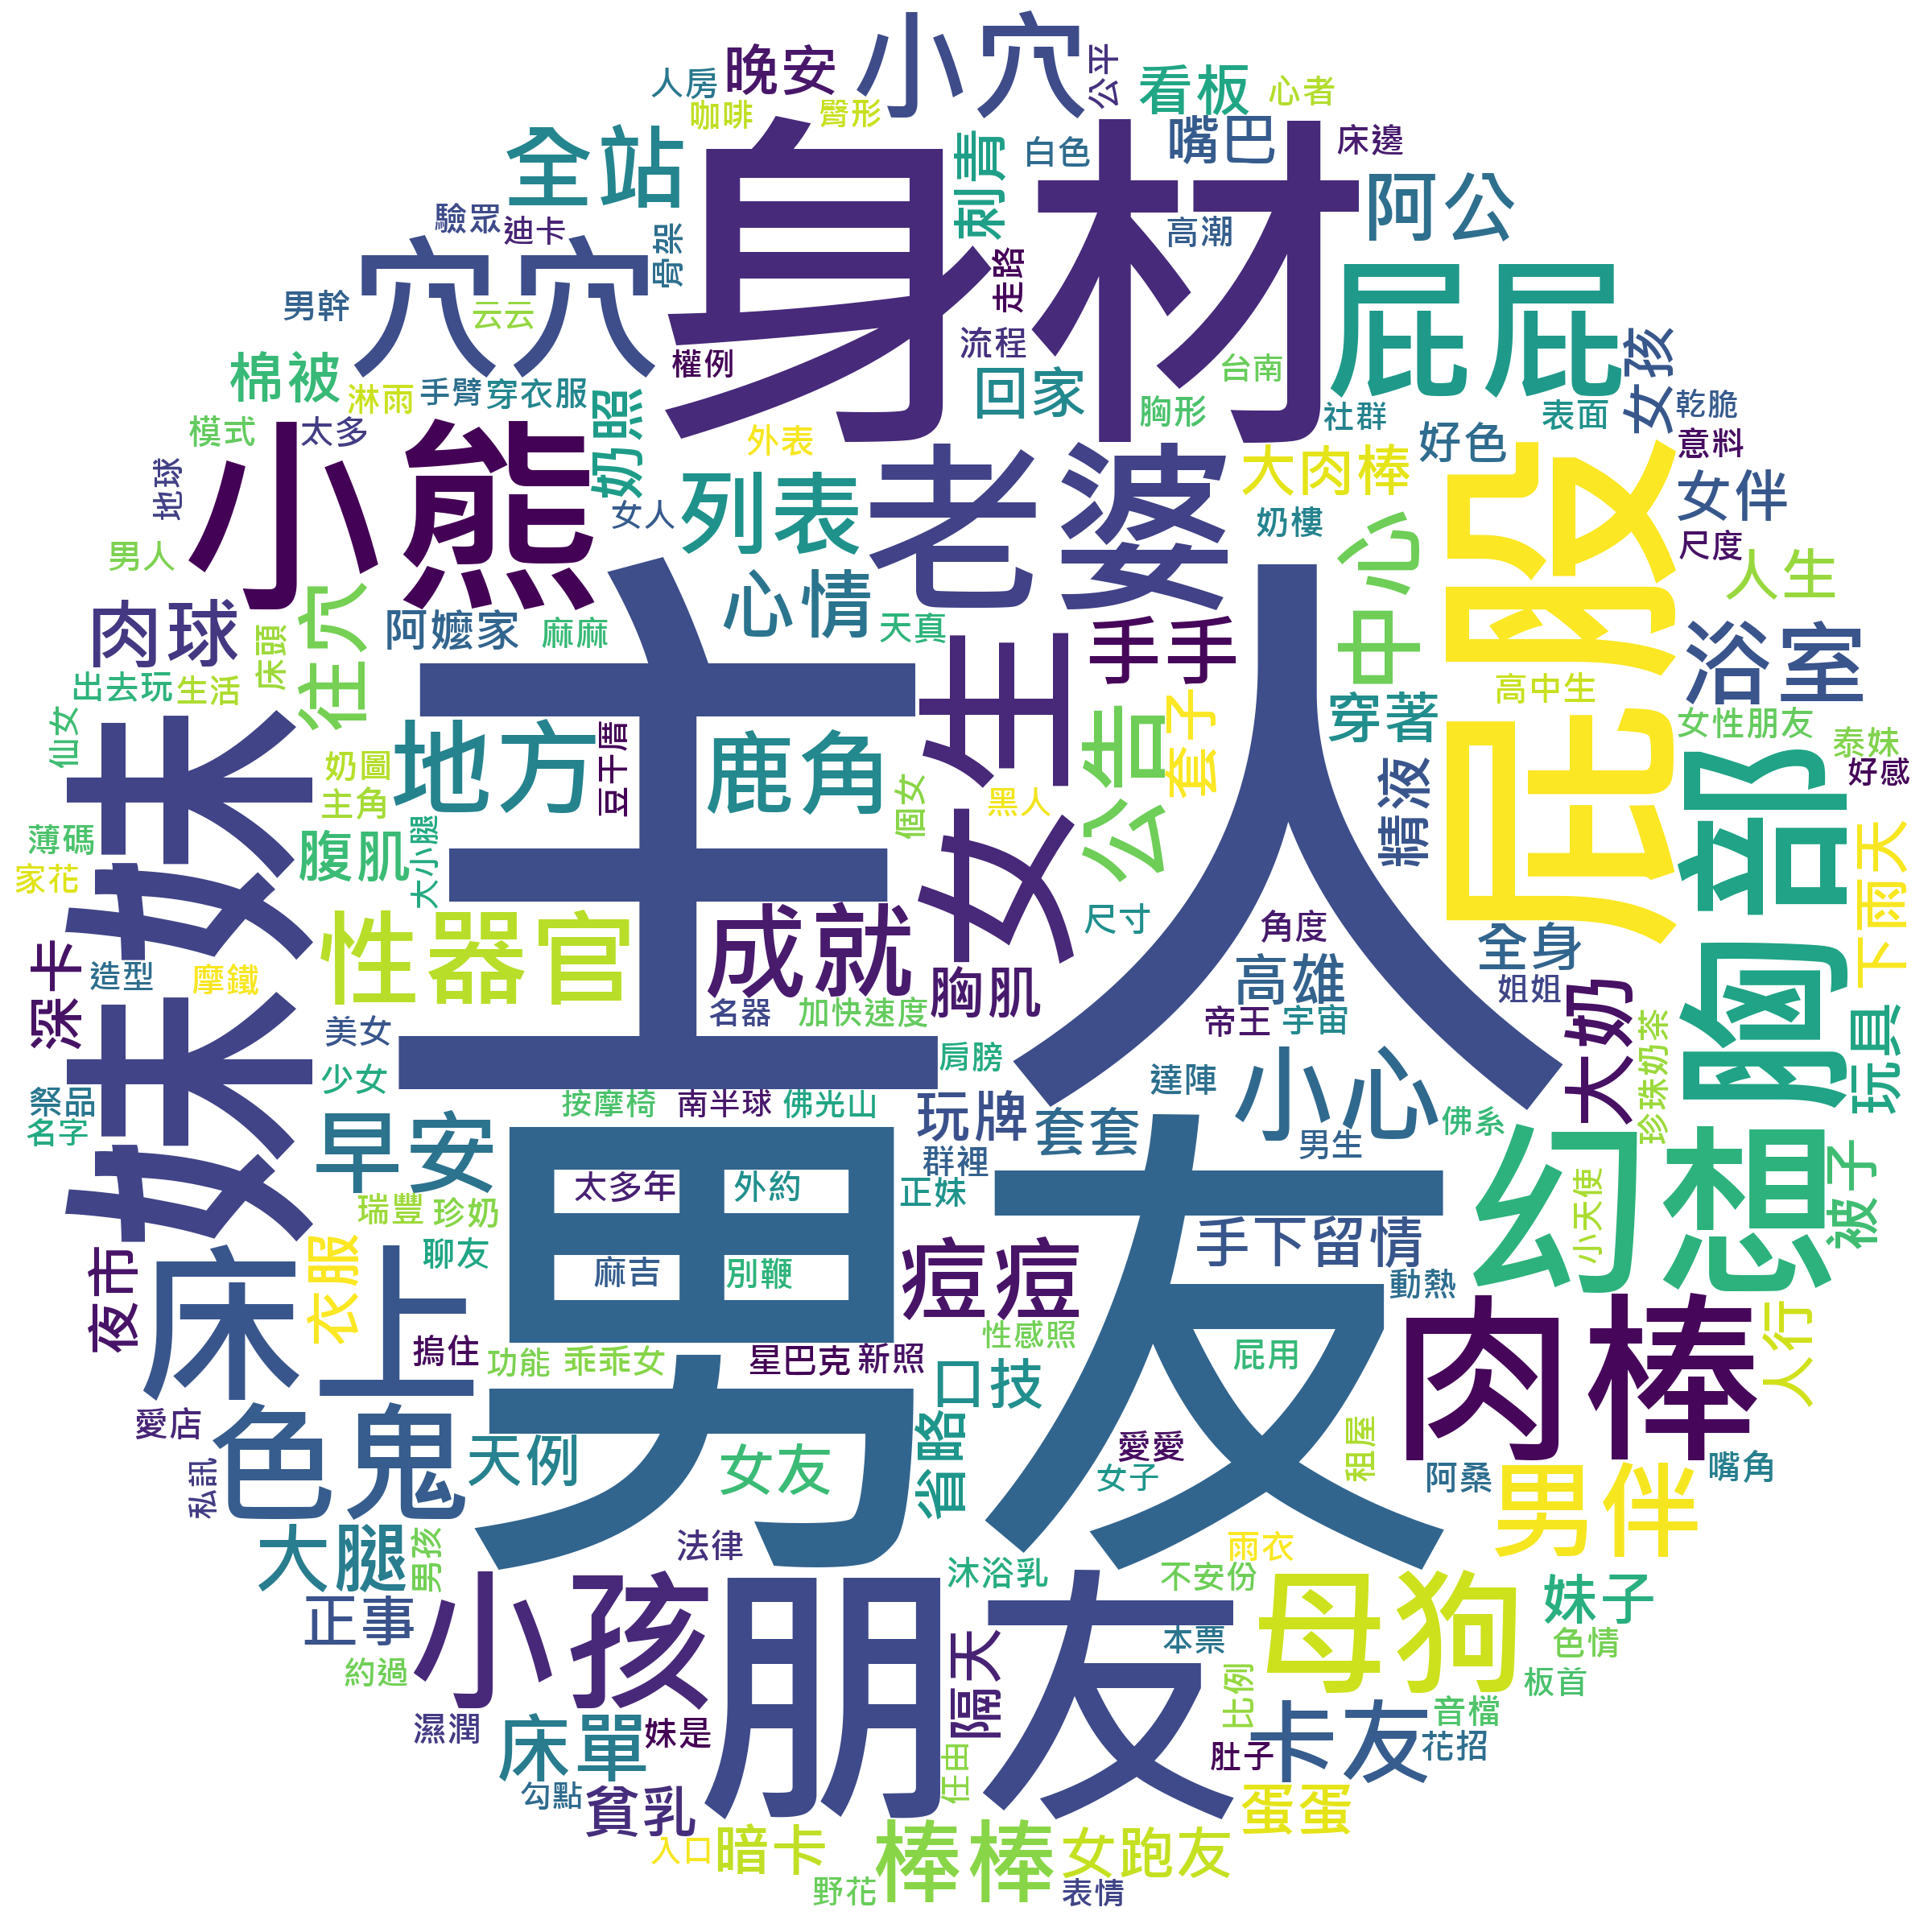 小穴
晚安
人房
公平
看板
心者
咖啡
臀形
嘴巴
床邊
全站
身材
刺青
白色
阿公
驗眾
迪卡
骨架
高潮
穴穴
走路
屁屁
男幹
云云
流程
女孩
棉被
權例
回家
台南
淋雨
手臂
穿衣服
奶照
胸形
社群
表面
乾脆
模式
太多
小熊
外表
老婆
大肉棒
好色
屁股
意料
地球
女人
列表
奶樓
中心
女伴
尺度
男人
主人
心情
人生
肉球
往穴
床頭
阿嬤家
麻麻
天真
女生
手手
浴室
出去玩
生活
高中生
仙女
妹妹
地方
豆干厝
鹿角
公告
套子
穿著
女性朋友
泰妹
好感
胸部
奶圖
主角
個女
黑人
精液
薄碼
腹肌
大小腿
下雨天
家花
性器官
成就
尺寸
角度
全身
深卡
造型
摩鐵
胸肌
高雄
姐姐
大奶
名器
加快速度
帝王
宇宙
珍珠奶茶
玩具
美女
肩膀
小心
少女
達陣
祭品
按摩椅
南半球
佛光山
玩牌
套套
佛系
名字
早安
男友
男生
幻想
群裡
被子
太多年
外約
正妹
小天使
瑞豐
珍奶
手下留情
聊友
衣服
夜市
床上
麻吉
別鞭
痘痘
動熱
肉棒
人行
搗住
功能
乖乖女
星巴克
新照
性感照
屁用
口技
愛店
色鬼
省略
天例
女友
愛愛
租屋
私訊
女子
阿桑
嘴角
男伴
大腿
男孩
法律
雨衣
沐浴乳
不安份
小孩
朋友
母狗
妹子
正事
隔天
本票
色情
約過
比例
板首
濕潤
床單
妹是
卡友
音檔
肚子
花招
任由
勾點
貧乳
蛋蛋
入口
暗卡
棒棒
女跑友
野花
表情